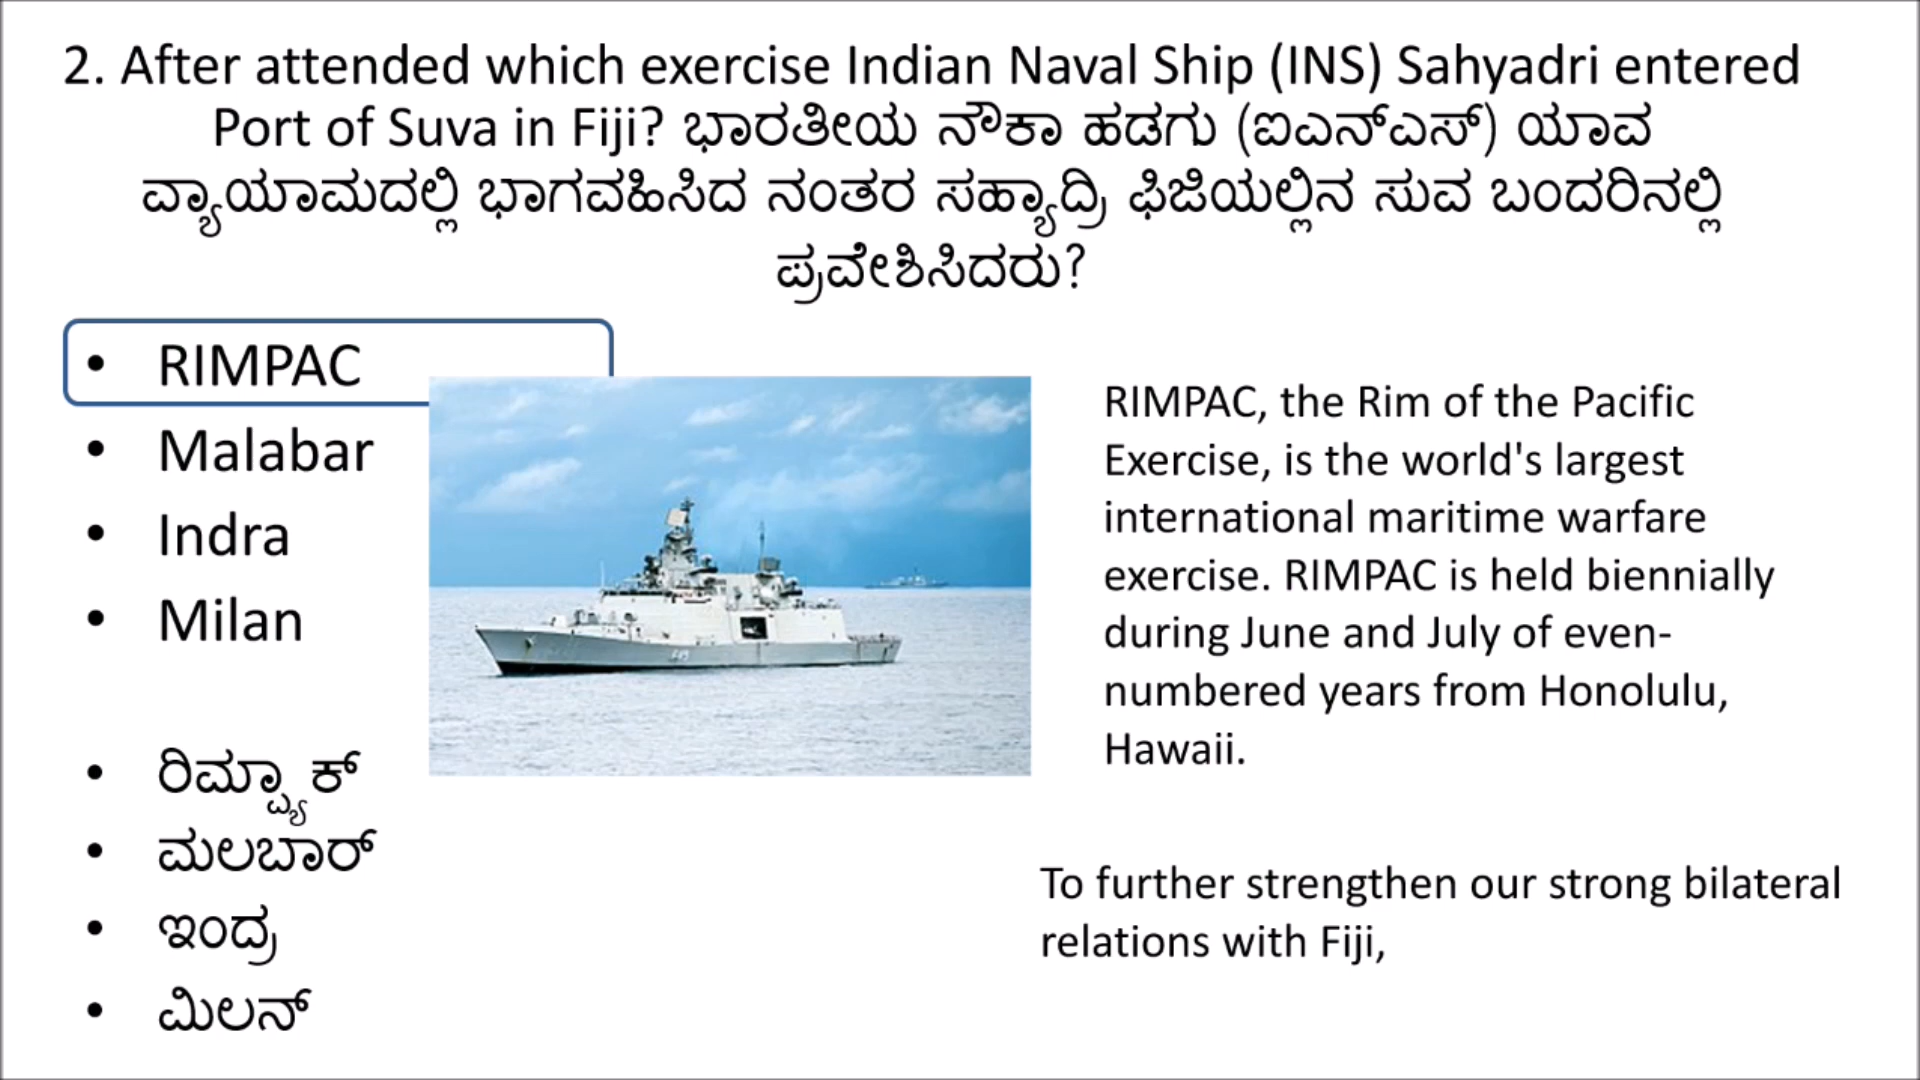 2. After attended which exercise Indian Naval Ship (INS) Sahyadri entered
Port of Suva in Fiji? ಭಾರತೀಯ ನೌಕಾ ಹಡಗು (ಐಎನ್ಎಸ್) ಯಾವ
ವ್ಯಾಯಾಮದಲ್ಲಿ ಭಾಗವಹಿಸಿದ ನಂತರ ಸಹ್ಯಾದ್ರಿ ಫಿಜಿಯಲ್ಲಿನ ಸುವ ಬಂದರಿನಲ್ಲಿ
ಪ್ರವೇಶಿಸಿದರು?
• RIMPAC
• Malabar
• Indra
• Milan
• ರಿಮ್ಪ್ಯಾಕ್
• ಮಲಬಾರ್
• ಇಂದ್ರ
• ಮಿಲನ್
RIMPAC, the Rim of the Pacific
Exercise, is the world's largest
international maritime warfare
exercise. RIMPAC is held biennially
during June and July of even-
numbered years from Honolulu,
Hawaii.
To further strengthen our strong bilateral
relations with Fiji,